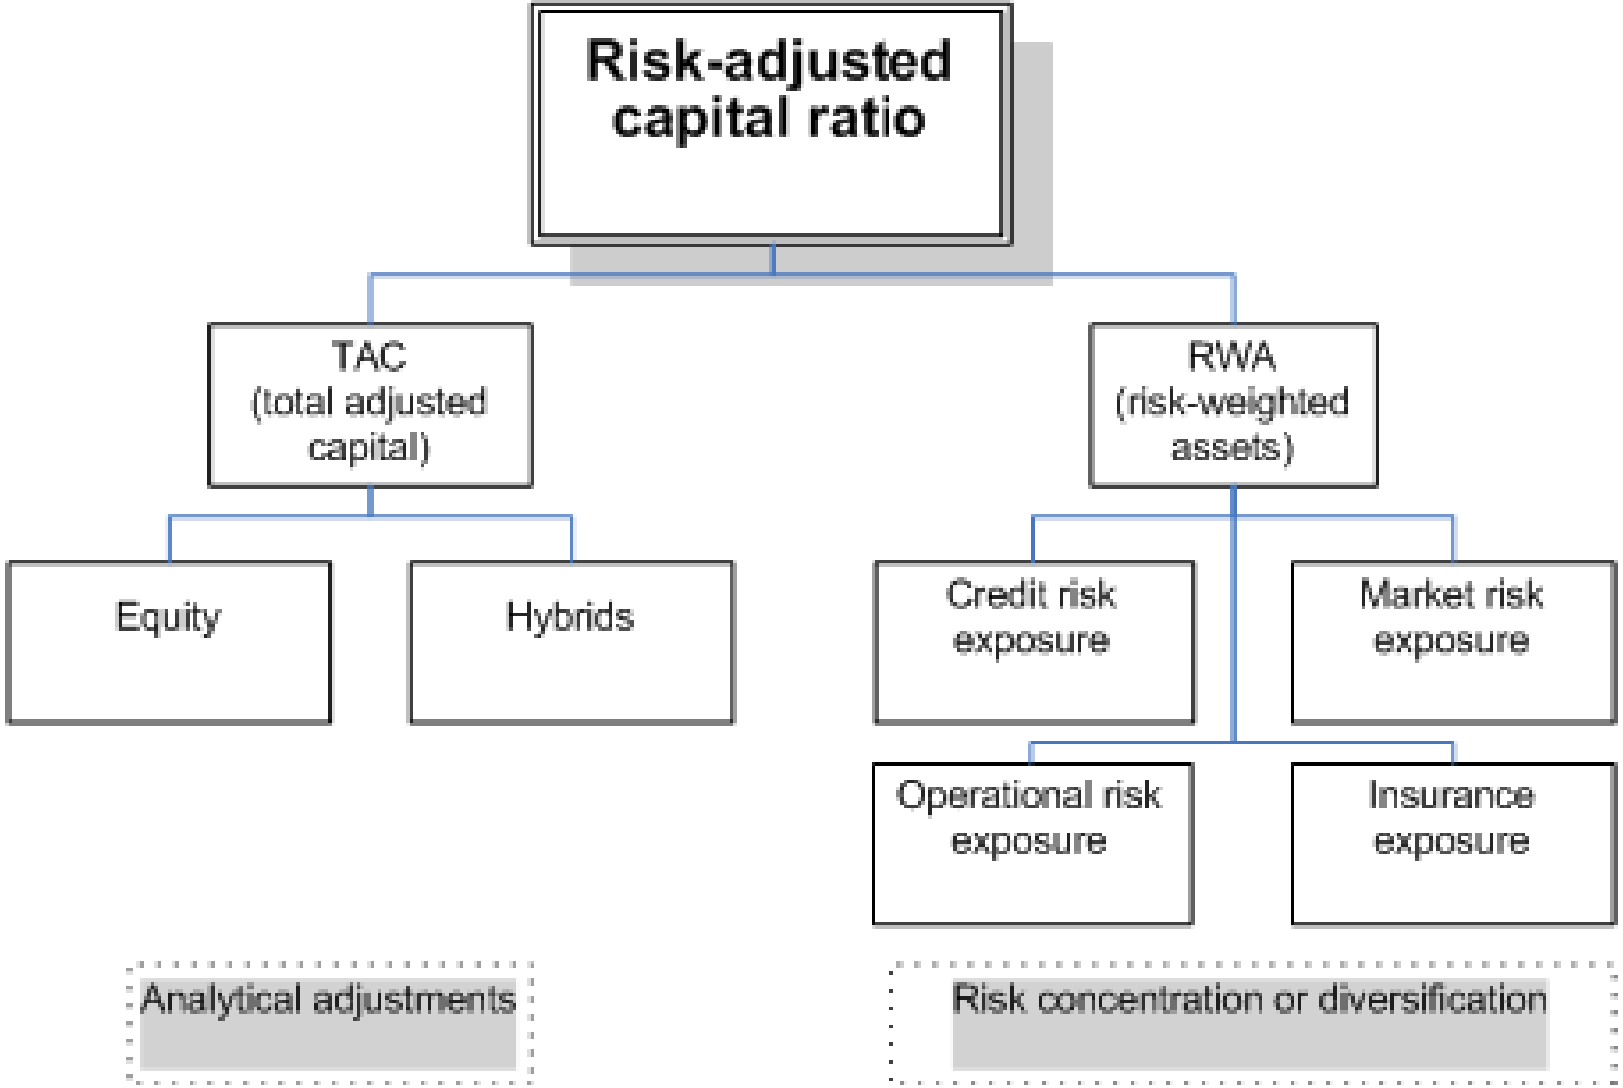 Risk-adjusted
capital ratio
TAC
(total adjusted
capital)
RWA
(risk-weighted
assets)
Equity
Hybrids
Credit risk
exposure
Market risk
exposure
Operational risk
exposure
Insurance
exposure
Analytical adjustments
Risk concentration or diversification